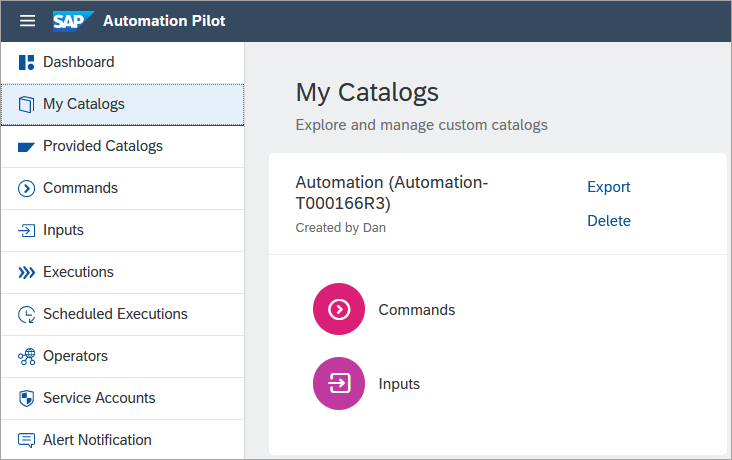 SAP Automation Pilot
Dashboard
My Catalogs
Provided Catalogs
Commands
Inputs
Executions
Scheduled Executions
Operators
Service Accounts
Alert Notification
My Catalogs
Explore and manage custom catalogs
Automation (Automation-
T000166R3)
Created by Dan
Export
Delete
Commands
Inputs